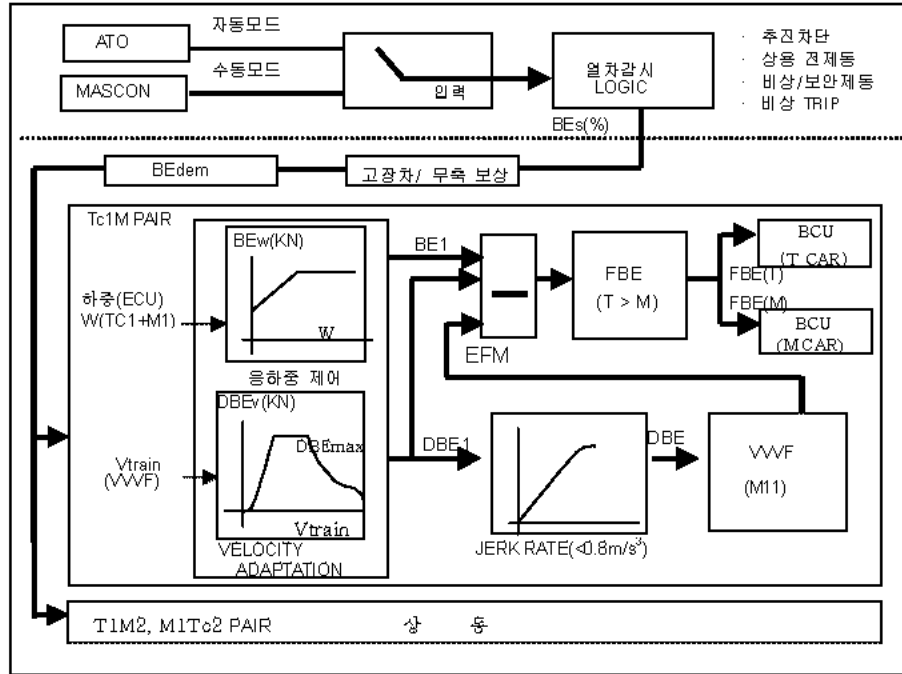 ATO
자동모드
MASCON
수동모드
입력
열차감시
LOGIC
· 추진차단
· 상용 전제동
· 비상/보안제동
· 비상 TRIP
BEs(%)
BEdem
고장차/ 무축 보상
Tc1M PAIR
BEw(KN)
W
하중(ECU)
W(TC1+M1)
응하중 제어
DBEv(KN)
DBEmax
Vtrain
Vtrain
(VVVF)
VELOCITY
ADAPTATION
BE1
EFM
FBE
(T > M)
FBE(T)
FBE(M)
BCU
(T CAR)
BCU
(MCAR)
DBE1
JERK RATE(<0.8m/s³)
DBE
VVVF
(M11)
T1M2, M1Tc2 PAIR 상 동